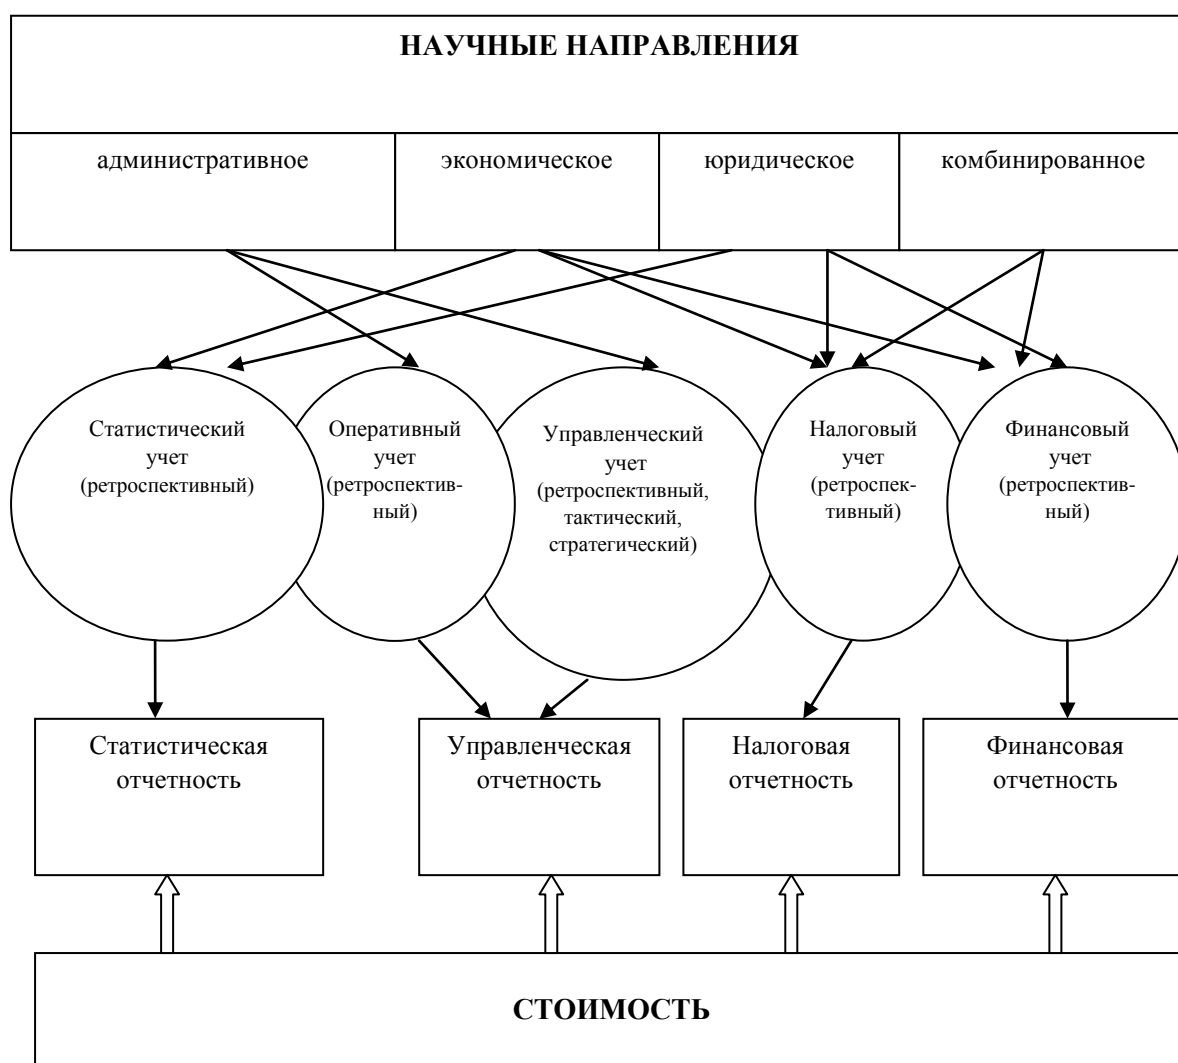 НАУЧНЫЕ НАПРАВЛЕНИЯ
административное
экономическое
юридическое
комбинированное
Статистический
учет
(ретроспективный)
Оперативный
учет
(ретроспектив-
ный)
Управленческий
учет
(ретроспективный,
тактический,
стратегический)
Налоговый
учет
(ретроспек-
тивный)
Финансовый
учет
(ретроспектив-
ный)
Статистическая
отчетность
Управленческая
отчетность
Налоговая
отчетность
Финансовая
отчетность
СТОИМОСТЬ